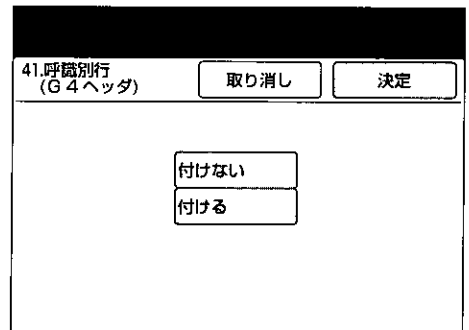 41.呼識別行
(G4ヘッダ)
取り消し
決定
付けない
付ける